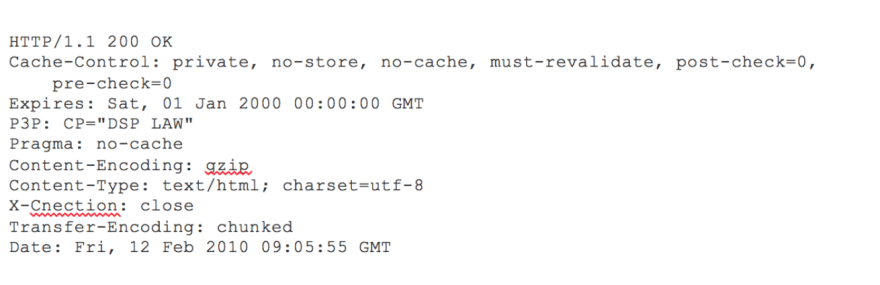 HTTP/1.1 200 OK
Cache-Control: private, no-store, no-cache, must-revalidate, post-check=0,
pre-check=0
Expires: Sat, 01 Jan 2000 00:00:00 GMT
P3P: CP="DSP LAW"
Pragma: no-cache
Content-Encoding: gzip
Content-Type: text/html; charset=utf-8
X-Cnection: close
Transfer-Encoding: chunked
Date: Fri, 12 Feb 2010 09:05:55 GMT